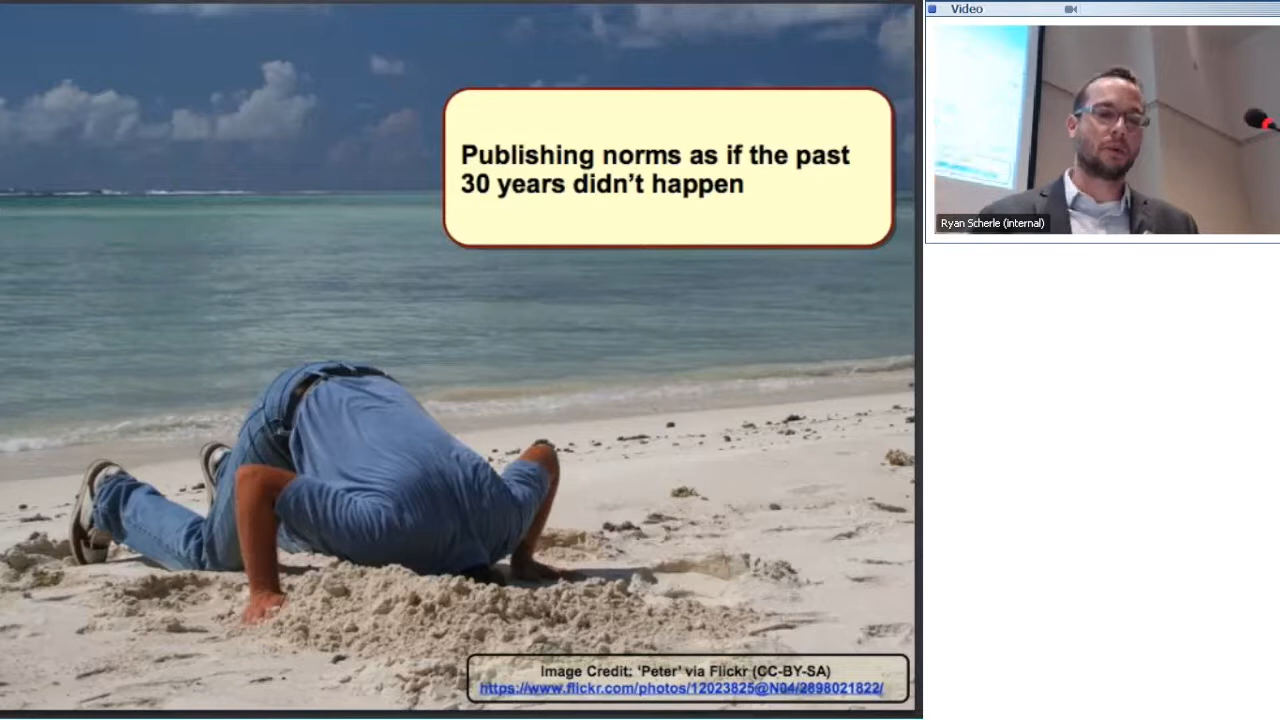 Publishing norms as if the past
30 years didn't happen
Image Credit: 'Peter' via Flickr (CC-BY-SA)
https://www.flickr.com/photos/12023825@N04/2898021822/
Video
Ryan Scherle (internal)